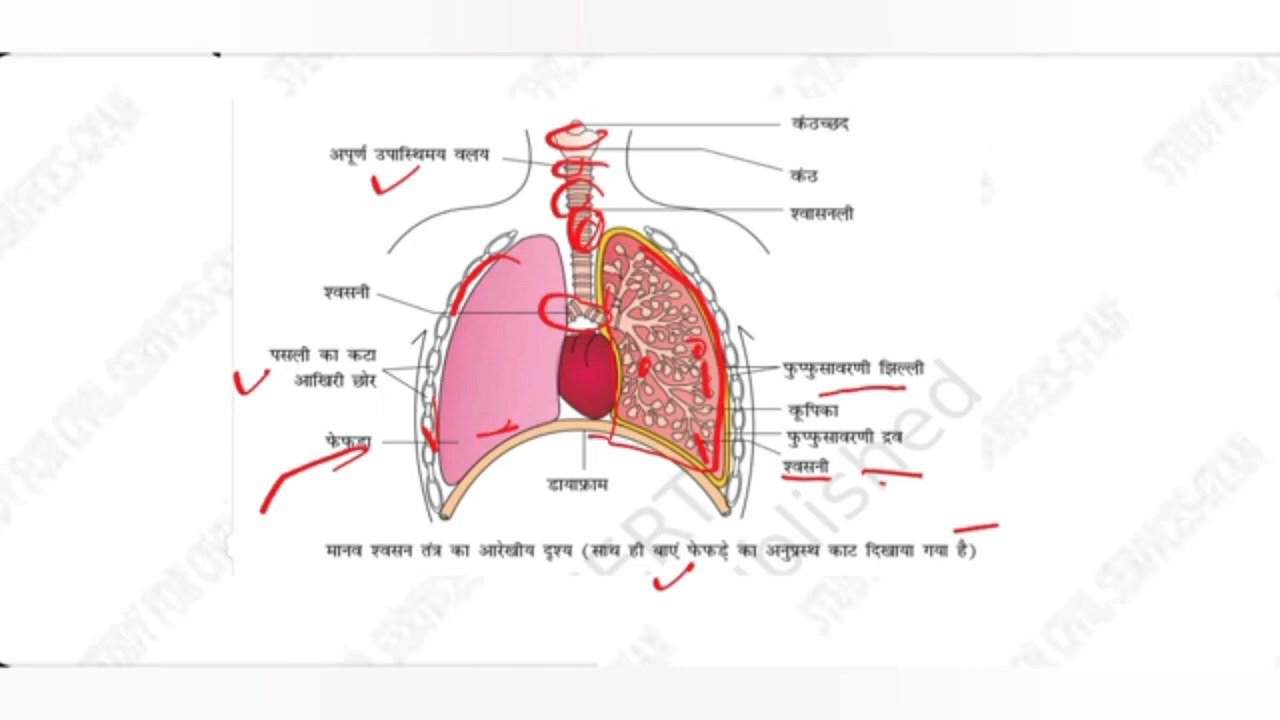 कंठच्छद
अपूर्ण उपास्थिमय वलय
कंठ
श्वासनली
श्वसनी
पसली का कटा
आखिरी छोर
फुप्फुसावरणी झिल्ली
कूपिका
फुप्फुसावरणी द्रव
फेफड़ा
श्वसनी
डायाफ्राम
मानव श्वसन तंत्र का आरेखीय दृश्य (साथ ही बाएं फेफड़े का अनुप्रस्थ काट दिखाया गया है)